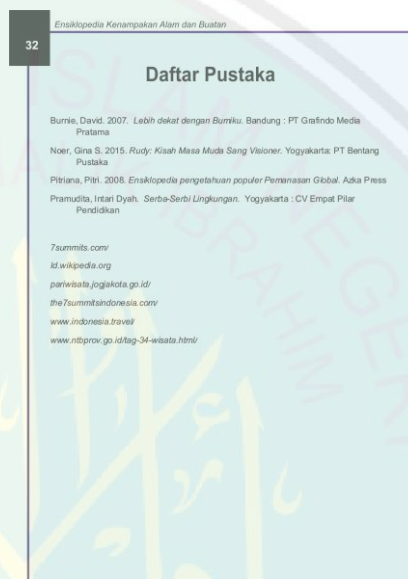 Ensiklopedia Kenampakan Alam dan Buatan
32
Daftar Pustaka
Burnie, David. 2007. Lebih dekat dengan Bumiku. Bandung : PT Grafindo Media
Pratama
Noer, Gina S. 2015. Rudy: Kisah Masa Muda Sang Visioner. Yogyakarta: PT Bentang
Pustaka
Pitriana, Pitri. 2008. Ensiklopedia pengetahuan populer Pemanasan Global. Azka Press
Pramudita, Intari Dyah. Serba-Serbi Lingkungan. Yogyakarta : CV Empat Pilar
Pendidikan
7summits.com/
Id.wikipedia.org
pariwisata.jogjakota.go.id/
the7summitsindonesia.com/
www.indonesia.travel/
www.ntbprov.go.id/tag-34-wisata.html/
ISLAM NEGERI
IBRAHIM